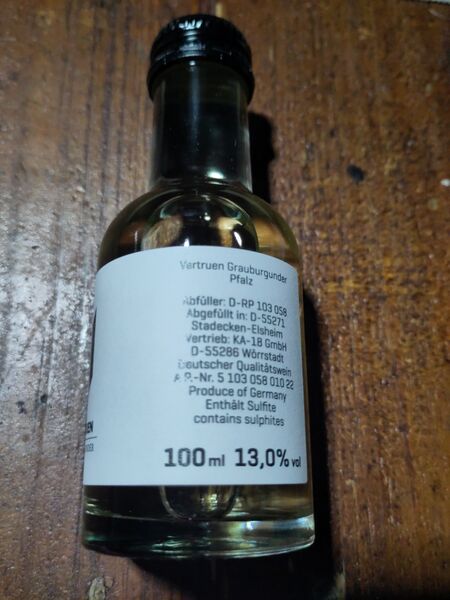 Vertruen Grauburgunder
Pfalz
Abfüller: D-RP 103 058
Abgefüllt in: D-55271
Stadecken-Elsheim
Vertrieb: KA-18 GmbH
D-55286 Wörrstadt
Deutscher Qualitätswein
A.P.-Nr. 5 103 058 010 22
Produce of Germany
Enthält Sulfite
contains sulphites
100 ml 13,0% vol